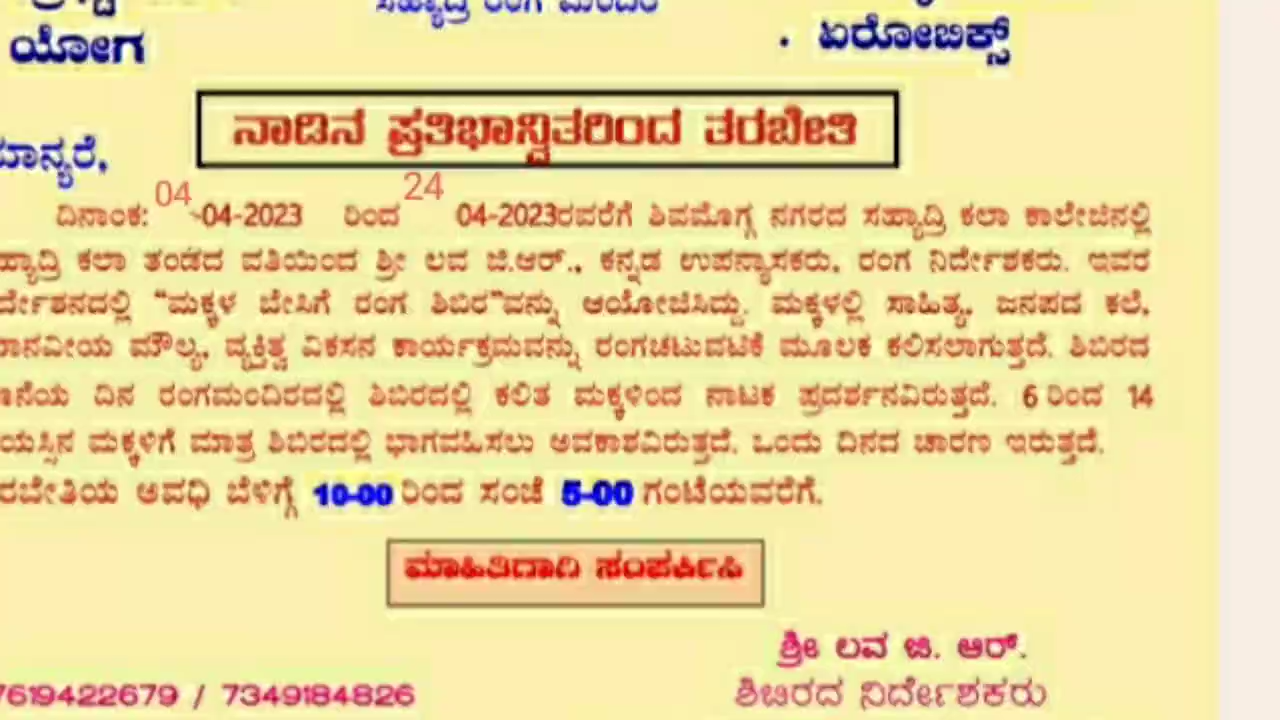 ಸಹ್ಯಾದ್ರಿ ರಂಗ ಮಂದಿರ
ಯೋಗ
· ಏರೋಬಿಕ್ಸ್
ನಾಡಿನ ಪ್ರತಿಭಾನ್ವಿತರಿಂದ ತರಬೇತಿ
ಮಾನ್ಯರೆ,
ದಿನಾಂಕ: 04-04-2023 ರಿಂದ 24 04-2023ರವರೆಗೆ ಶಿವಮೊಗ್ಗ ನಗರದ ಸಹ್ಯಾದ್ರಿ ಕಲಾ ಕಾಲೇಜಿನಲ್ಲಿ
ಹ್ಯಾದ್ರಿ ಕಲಾ ತಂಡದ ವತಿಯಿಂದ ಶ್ರೀ ಲವ ಜಿ.ಆರ್., ಕನ್ನಡ ಉಪನ್ಯಾಸಕರು, ರಂಗ ನಿರ್ದೇಶಕರು. ಇವರ
ರ್ದೇಶನದಲ್ಲಿ "ಮಕ್ಕಳ ಬೇಸಿಗೆ ರಂಗ ಶಿಬಿರ"ವನ್ನು ಆಯೋಜಿಸಿದ್ದು. ಮಕ್ಕಳಲ್ಲಿ ಸಾಹಿತ್ಯ, ಜನಪದ ಕಲೆ,
ಮಾನವೀಯ ಮೌಲ್ಯ, ವ್ಯಕ್ತಿತ್ವ ವಿಕಸನ ಕಾರ್ಯಕ್ರಮವನ್ನು ರಂಗಚಟುವಟಿಕೆ ಮೂಲಕ ಕಲಿಸಲಾಗುತ್ತದೆ. ಶಿಬಿರದ
ಣೆಯ ದಿನ ರಂಗಮಂದಿರದಲ್ಲಿ ಶಿಬಿರದಲ್ಲಿ ಕಲಿತ ಮಕ್ಕಳಿಂದ ನಾಟಕ ಪ್ರದರ್ಶನವಿರುತ್ತದೆ. 6 ರಿಂದ 14
ಯಸ್ಸಿನ ಮಕ್ಕಳಿಗೆ ಮಾತ್ರ ಶಿಬಿರದಲ್ಲಿ ಭಾಗವಹಿಸಲು ಅವಕಾಶವಿರುತ್ತದೆ. ಒಂದು ದಿನದ ಚಾರಣ ಇರುತ್ತದೆ.
ರಬೇತಿಯ ಅವಧಿ ಬೆಳಿಗ್ಗೆ 10-00 ರಿಂದ ಸಂಜೆ 5-00 ಗಂಟೆಯವರೆಗೆ.
ಮಾಹಿತಿಗಾಗಿ ಸಂಪರ್ಕಿಸಿ
ಶ್ರೀ ಲವ ಜಿ. ಆರ್.
7619422679 / 7349184826
ಶಿಬಿರದ ನಿರ್ದೇಶಕರು